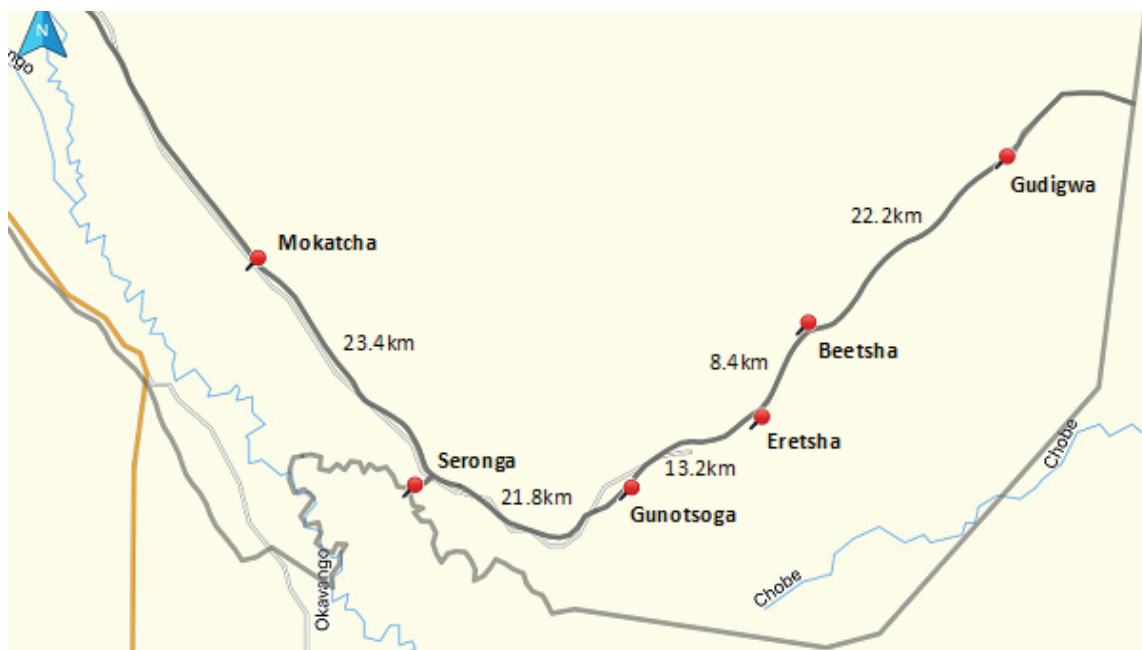 N
ngo
Gudigwa
22.2km
Mokatcha
23.4km
Beetsha
8.4km
Eretsha
Chobe
Seronga
13.2km
21.8km
Gunotsoga
Chobe
Okavango